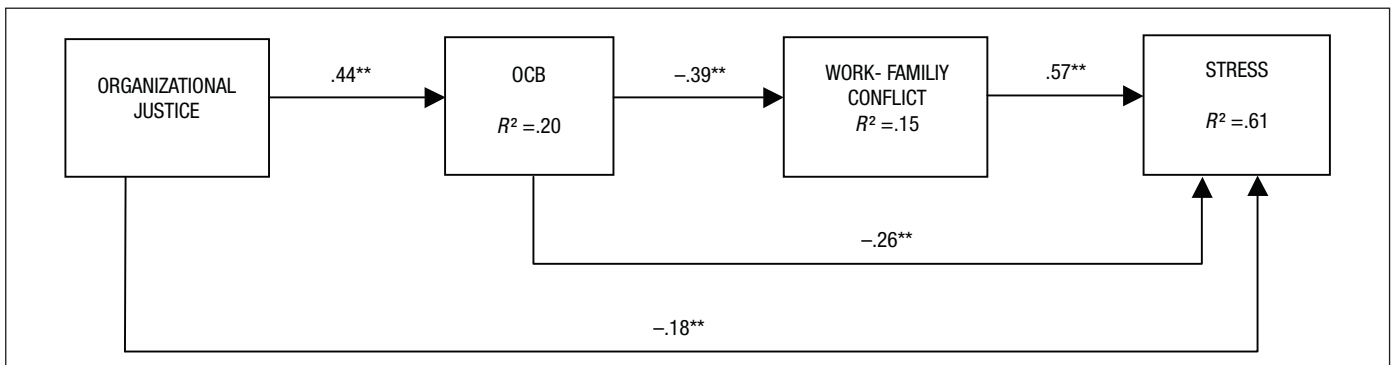 ORGANIZATIONAL
JUSTICE
.44**
OCB
R² =.20
–.39**
WORK- FAMILIY
CONFLICT
R² =.15
.57**
STRESS
R² =.61
–.26**
–.18**